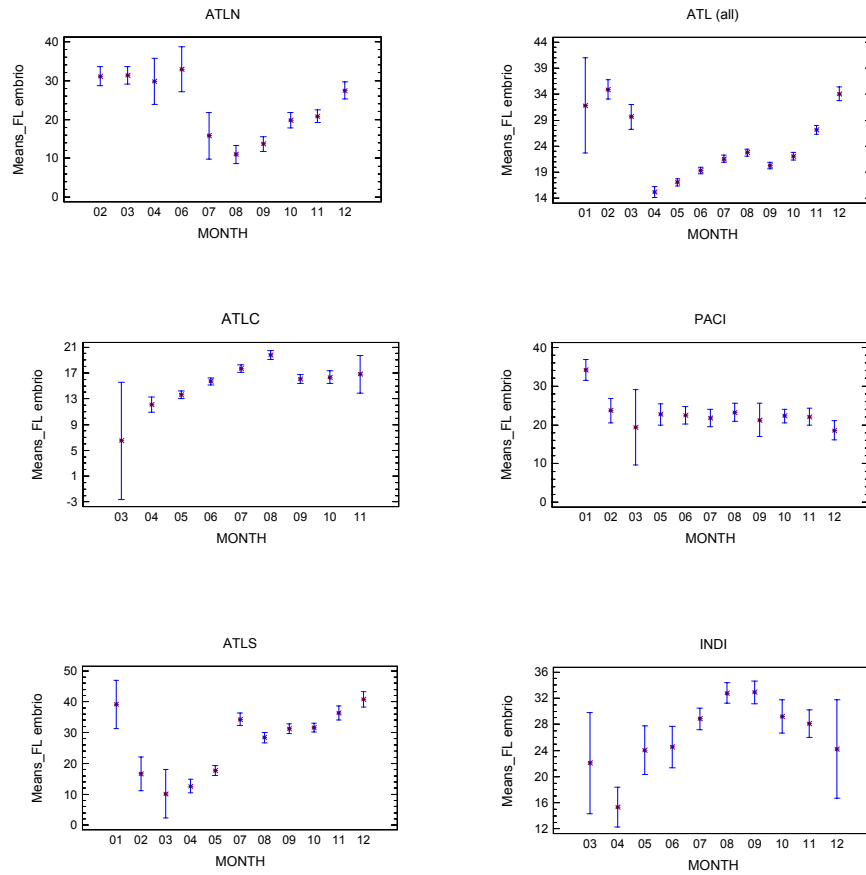 ATLN
Means_FL embrio
40
30
20
10
0
02 03 04 06 07 08 09 10 11 12
MONTH
ATL (all)
Means_FL embrio
44
39
34
29
24
19
14
01 02 03 04 05 06 07 08 09 10 11 12
MONTH
ATLC
Means_FL embrio
21
17
13
9
5
1
-3
03 04 05 06 07 08 09 10 11
MONTH
PACI
Means_FL embrio
40
30
20
10
0
01 02 03 05 06 07 08 09 10 11 12
MONTH
ATLS
Means_FL embrio
50
40
30
20
10
0
01 02 03 04 05 07 08 09 10 11 12
MONTH
INDI
Means_FL embrio
36
32
28
24
20
16
12
03 04 05 06 07 08 09 10 11 12
MONTH